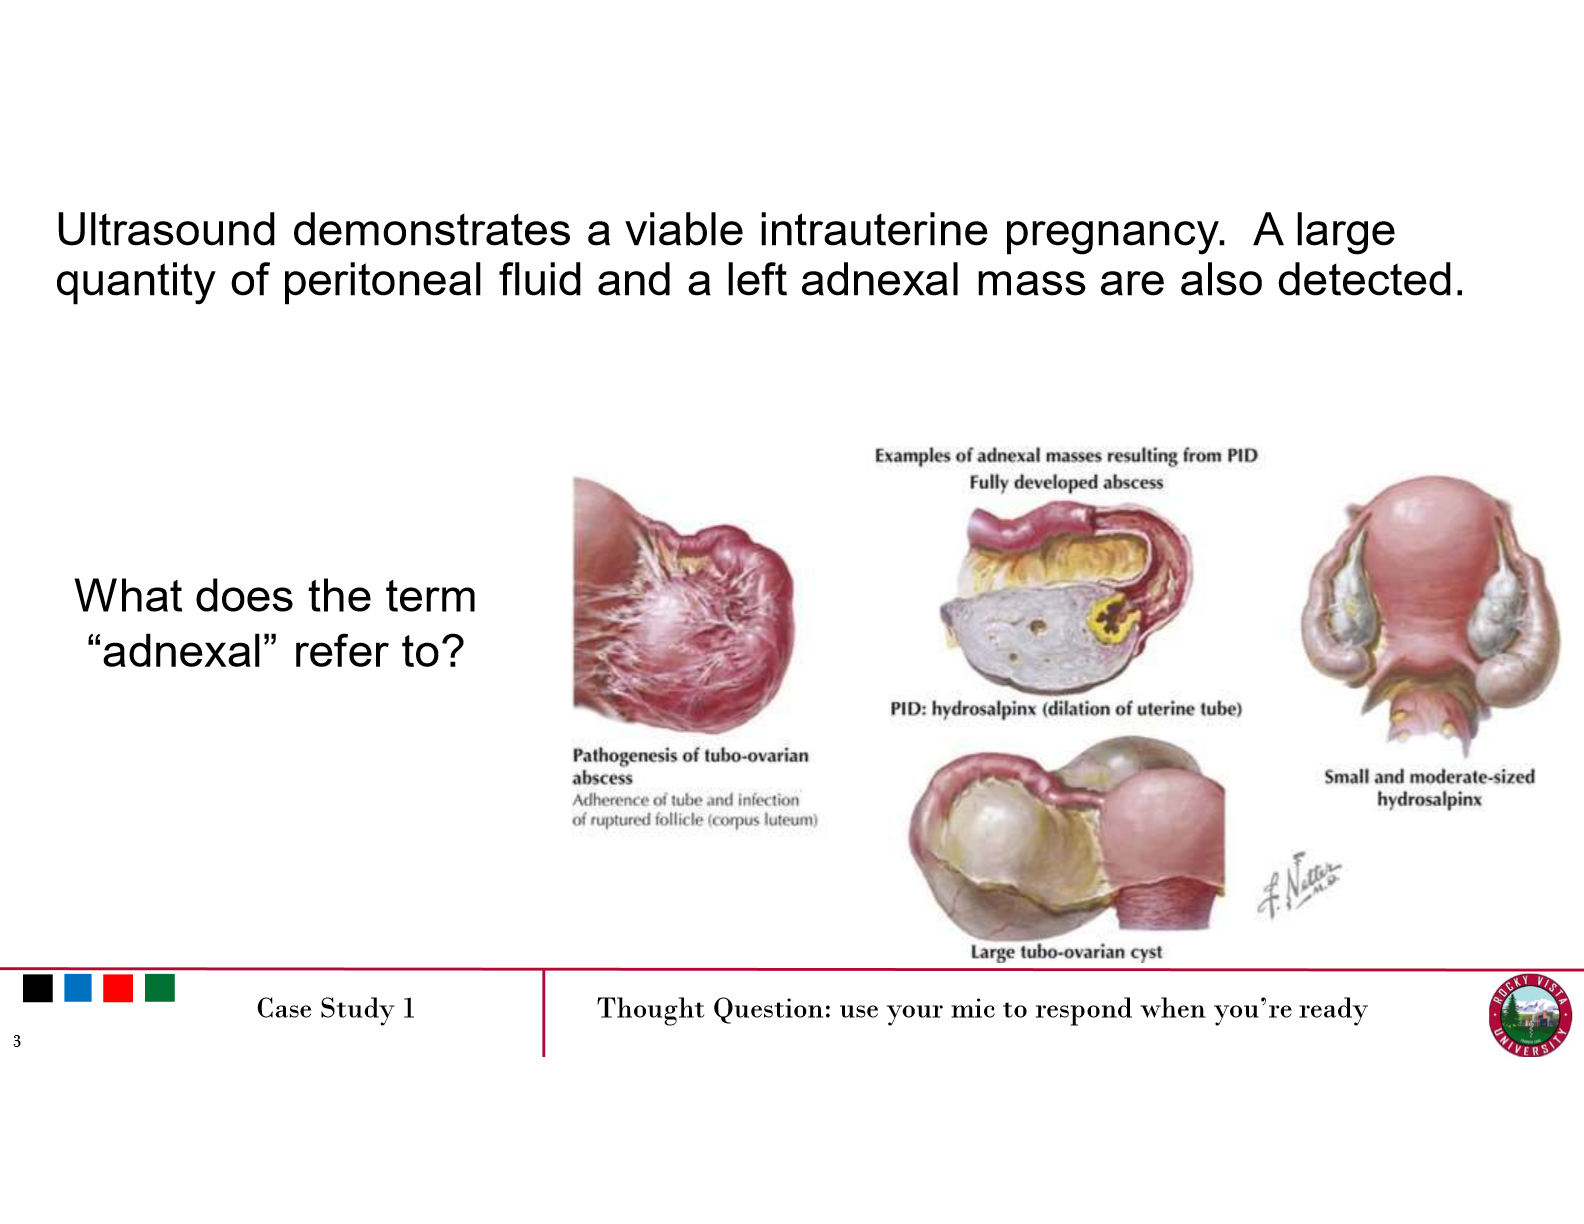 Ultrasound demonstrates a viable intrauterine pregnancy.  A large
quantity of peritoneal fluid and a left adnexal mass are also detected.
What does the term
“adnexal” refer to?
Examples of adnexal masses resulting from PID
Fully developed abscess
Pathogenesis of tubo-ovarian
abscess
Adherence of tube and infection
of ruptured follicle (corpus luteum)
PID: hydrosalpinx (dilation of uterine tube)
Small and moderate-sized
hydrosalpinx
Large tubo-ovarian cyst
F. Netter
M.D.
Case Study 1
Thought Question: use your mic to respond when you’re ready
ROCKY VISTA
UNIVERSITY
3